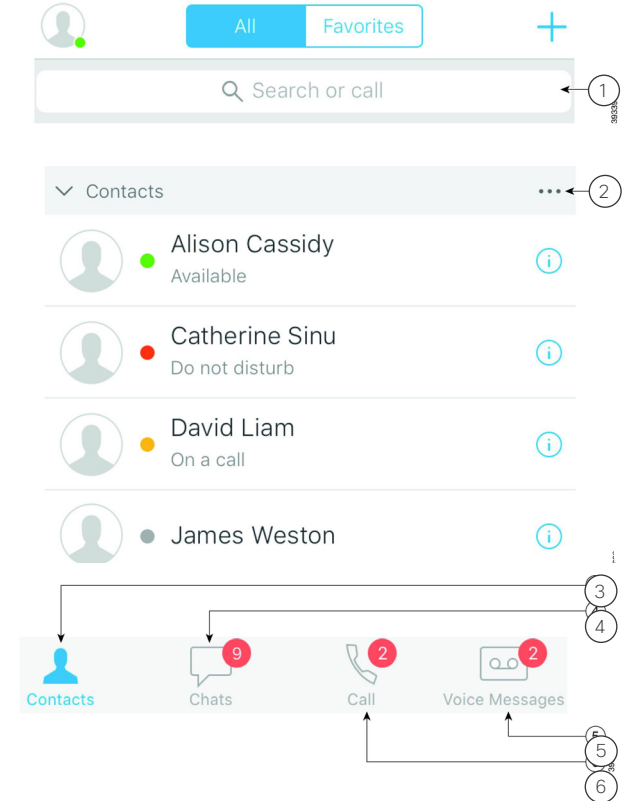 All Favorites
Search or call
1
Contacts
2
Alison Cassidy
Available
Catherine Sinu
Do not disturb
David Liam
On a call
James Weston
3
4
9 2 2
Contacts Chats Call Voice Messages
5
6